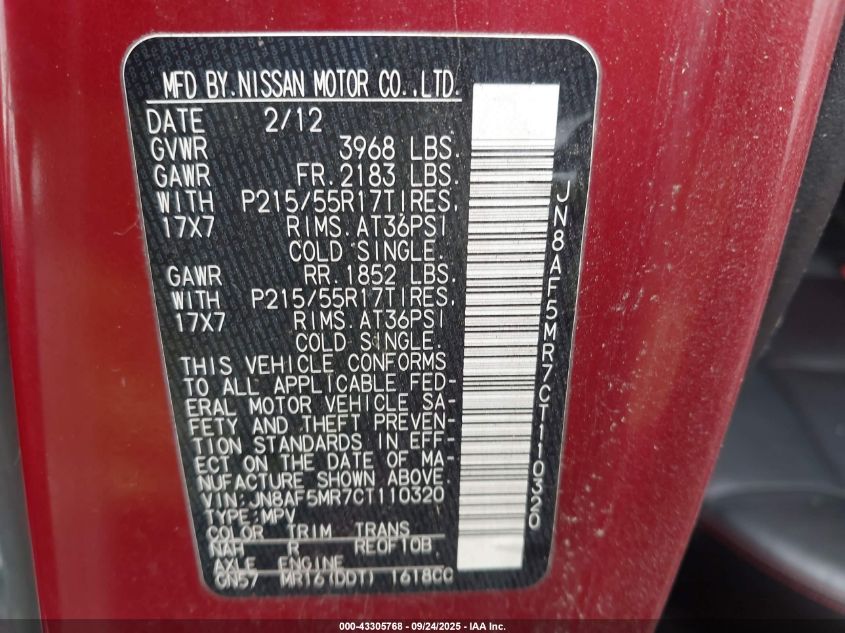 MFD BY.NISSAN MOTOR CO.,LTD.
DATE 2/12
GVWR 3968 LBS.
GAWR FR.2183 LBS.
WITH P215/55R17TIRES,
17X7 RIMS.AT36PSI
COLD SINGLE.
GAWR RR.1852 LBS.
WITH P215/55R17TIRES,
17X7 RIMS.AT36PSI
COLD SINGLE.
THIS VEHICLE CONFORMS
TO ALL APPLICABLE FED-
ERAL MOTOR VEHICLE SA-
FETY AND THEFT PREVEN-
TION STANDARDS IN EFF-
ECT ON THE DATE OF MA-
NUFACTURE SHOWN ABOVE.
VIN:JN8AF5MR7CT110320
TYPE:MPV
COLOR TRIM TRANS
NAH R RE0F10B
AXLE ENGINE
GN57 MR16(DDT) 1618CC
JN8AF5MR7CT110320
000-43305768 - 09/24/2025 - IAA Inc.